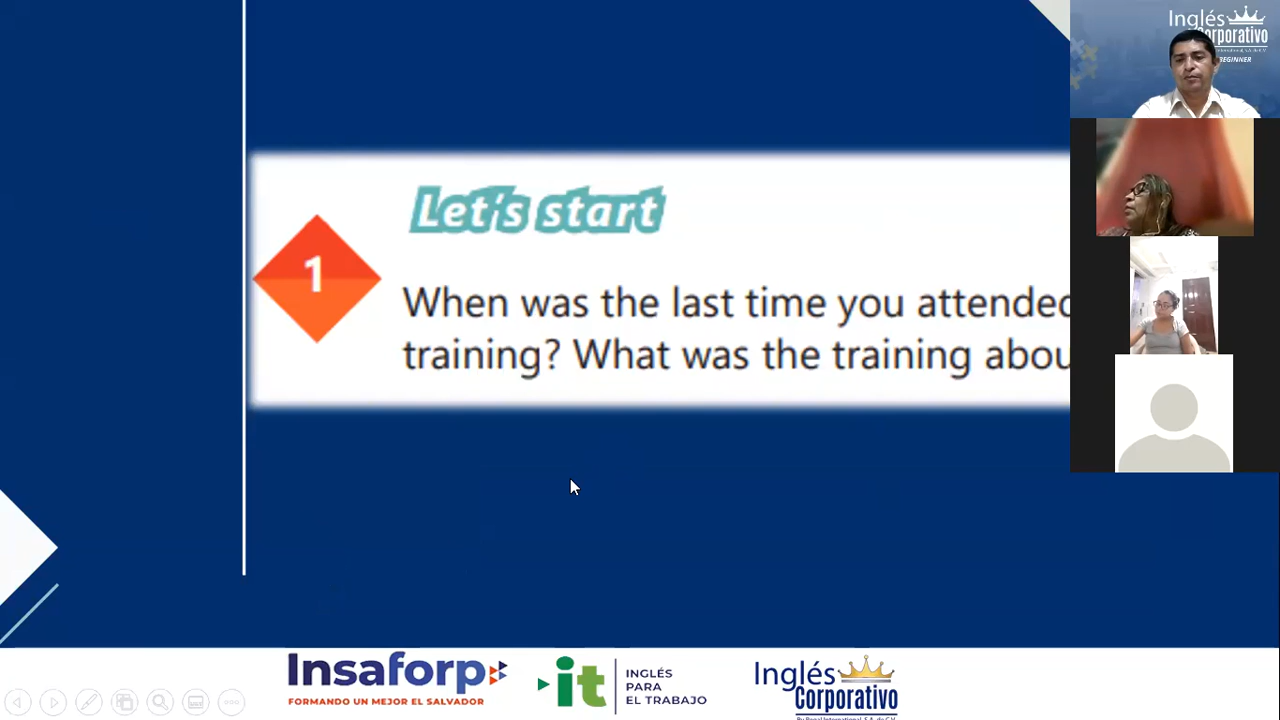 Let's start
1
When was the last time you attended
training? What was the training abou
Insaforp
FORMANDO UN MEJOR EL SALVADOR
it
INGLÉS
PARA
EL TRABAJO
Inglés
Corporativo
Inglés
Corporativo
BEGINNER